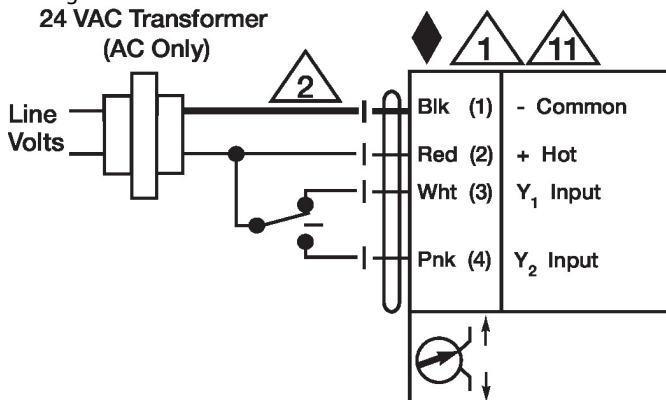 24 VAC Transformer
(AC Only)
1
11
2
Line
Volts
Blk (1) - Common
Red (2) + Hot
Wht (3) Y1 Input
Pnk (4) Y2 Input